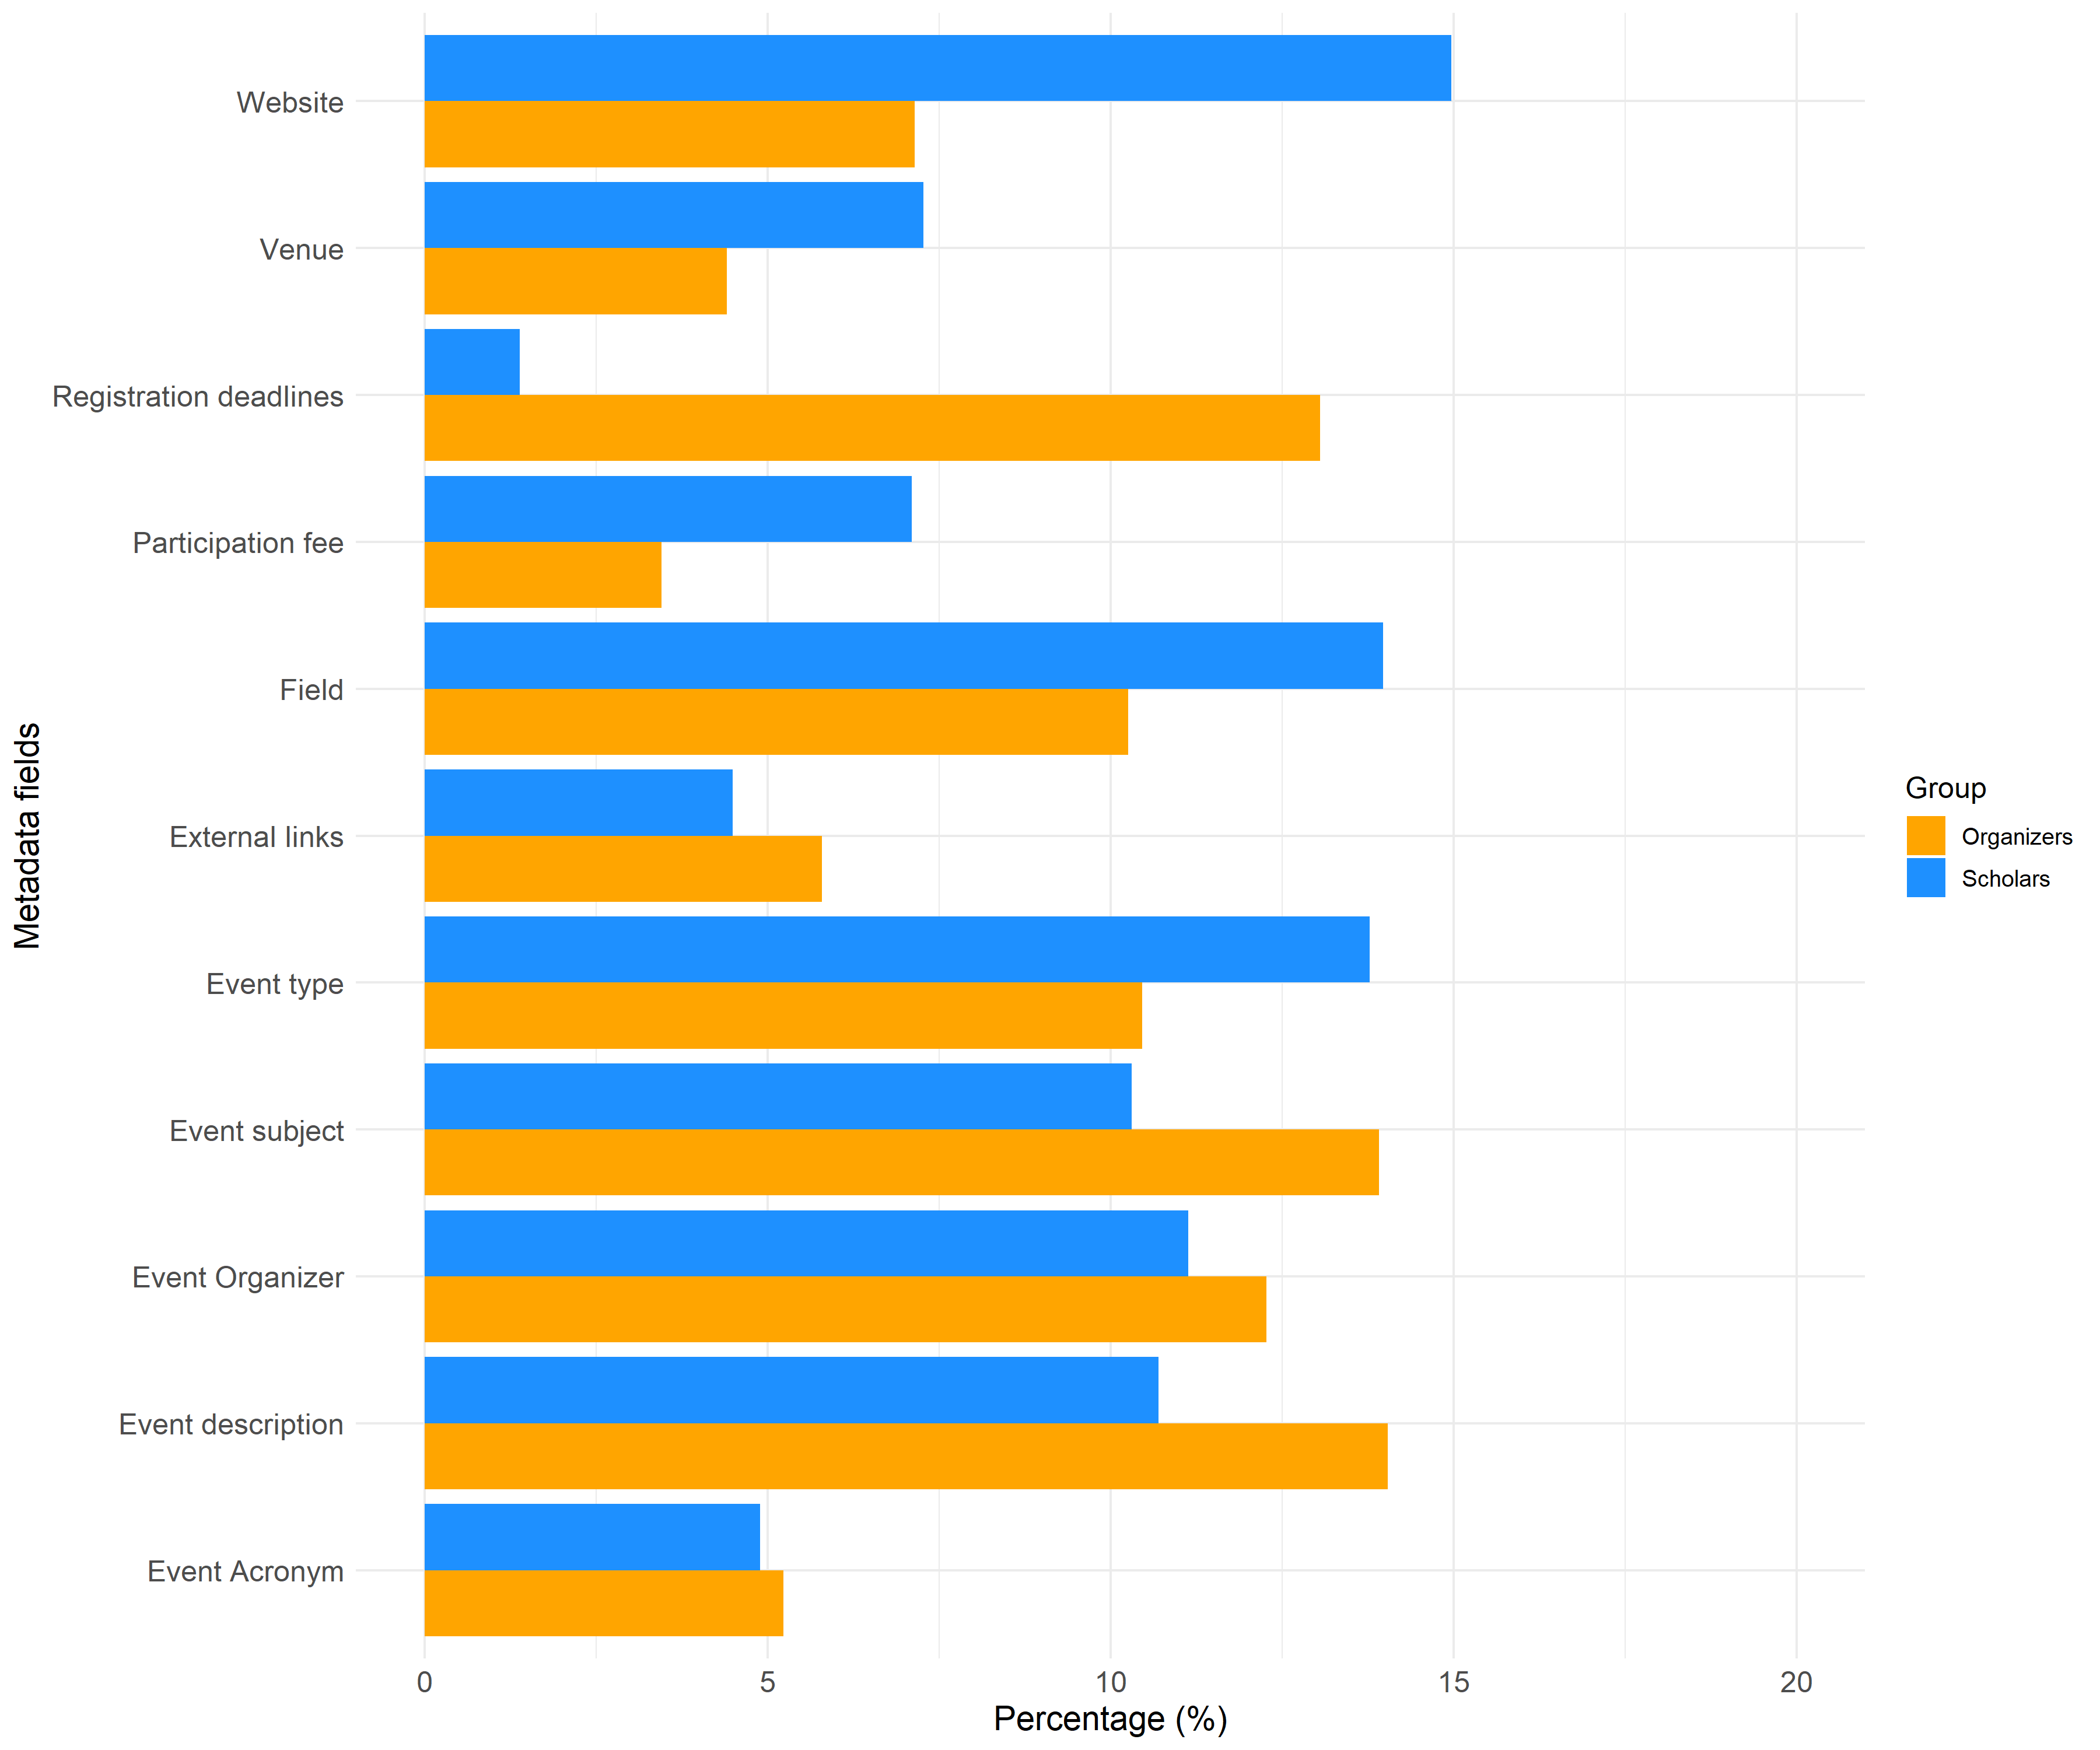 Metadata fields
Website
Venue
Registration deadlines
Participation fee
Field
External links
Event type
Event subject
Event Organizer
Event description
Event Acronym
0 5 10 15 20
Percentage (%)
Group
Organizers
Scholars